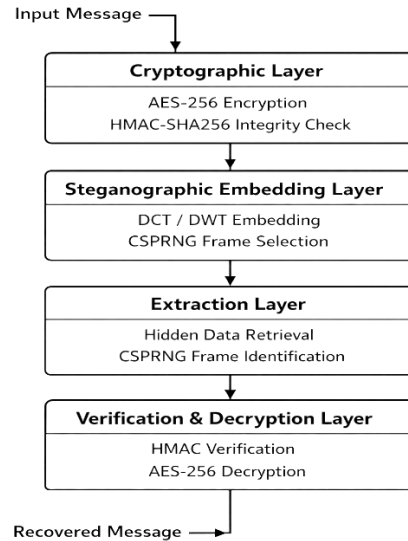 Input Message
Cryptographic Layer
AES-256 Encryption
HMAC-SHA256 Integrity Check
Steganographic Embedding Layer
DCT / DWT Embedding
CSPRNG Frame Selection
Extraction Layer
Hidden Data Retrieval
CSPRNG Frame Identification
Verification & Decryption Layer
HMAC Verification
AES-256 Decryption
Recovered Message